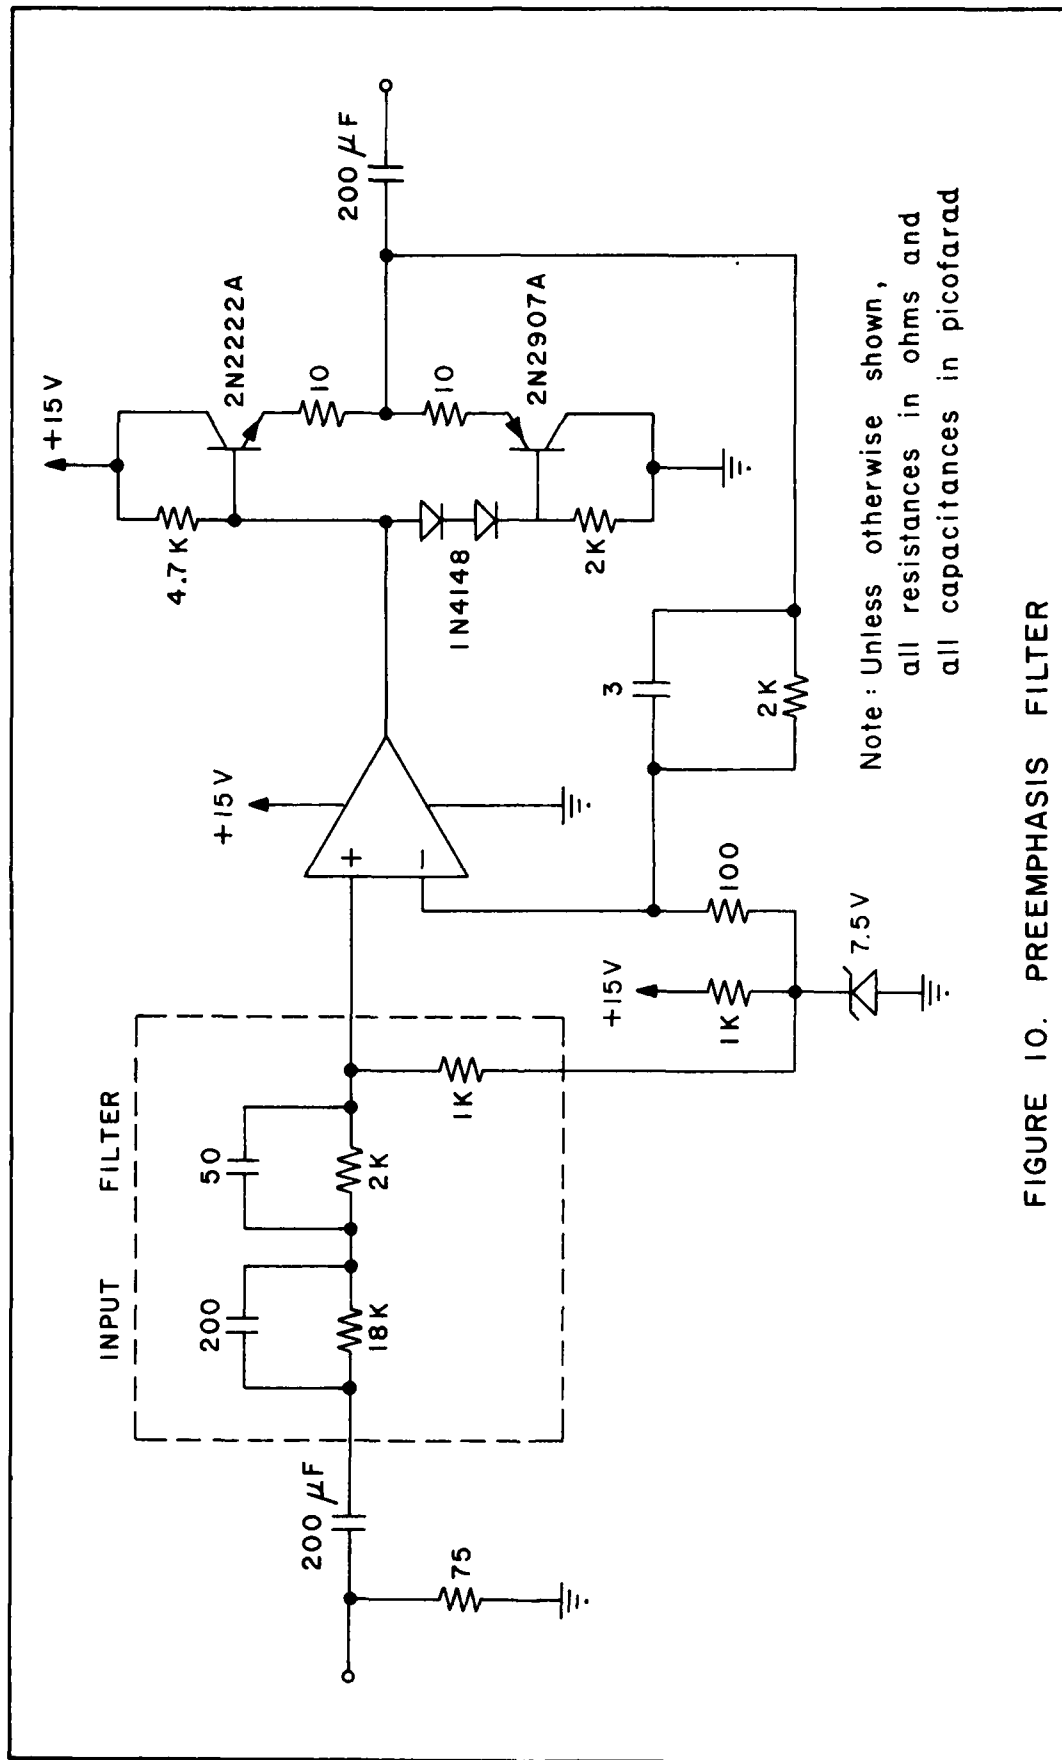 INPUT FILTER
200 μF
75
200
18K
50
2K
1K
+15V
+
−
+15V
1K
100
7.5V
3
2K
+15V
4.7K
2N2222A
10
10
1N4148
2N2907A
2K
200 μF
Note: Unless otherwise shown,
all resistances in ohms and
all capacitances in picofarad
FIGURE 10. PREEMPHASIS FILTER